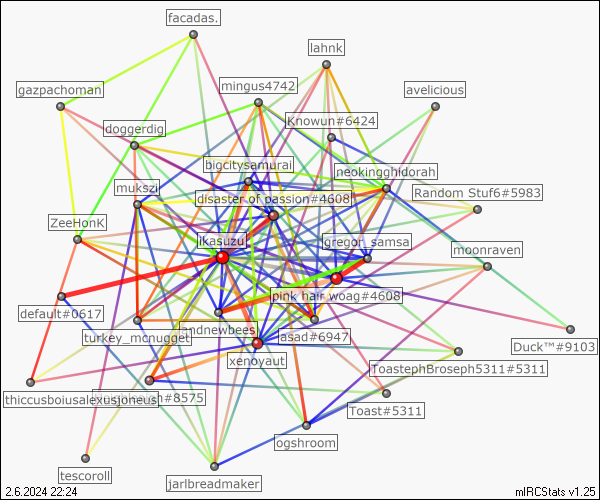 facadas.
lahnk
gazpachoman
mingus4742
avelicious
Knowun#6424
doggerdig
bigcitysamurai
neokingghidorah
mukszi
disaster of passion#4608
Random Stuf6#5983
ZeeHonK
ikasuzu
gregor_samsa
moonraven
pink hair woag#4608
default#0617
turkey_mcnugget
andnewbees
asad#6947
xenoyaut
Duck™#9103
ToastephBroseph5311#5311
thiccusboiusalexusjoneus
#8575
Toast#5311
ogshroom
tescoroll
jarlbreadmaker
2.6.2024 22:24
mIRCStats v1.25